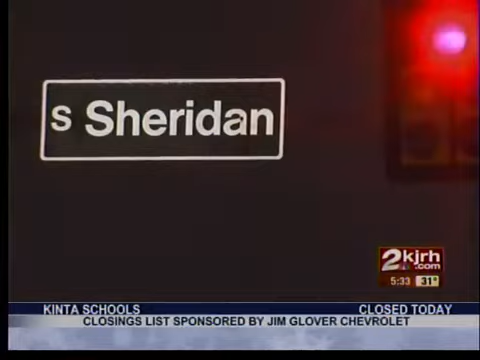 S Sheridan
2kjrh
.com
5:33 31°
KINTA SCHOOLS CLOSED TODAY
CLOSINGS LIST SPONSORED BY JIM GLOVER CHEVROLET